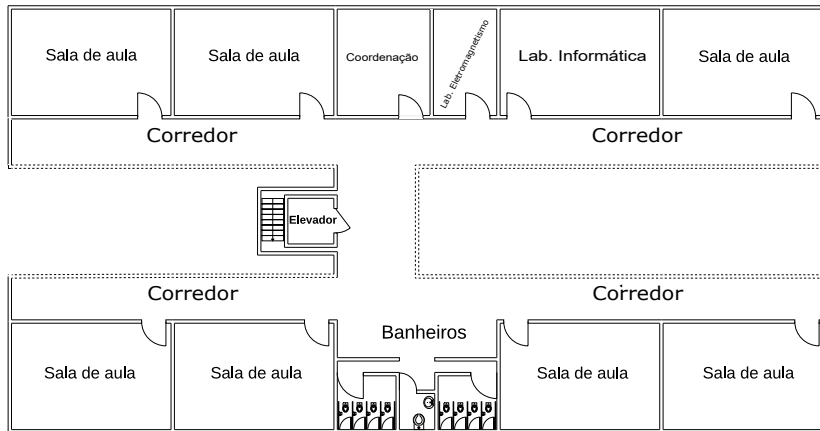 Sala de aula
Sala de aula
Coordenação
Lab. Eletromagnetismo
Lab. Informática
Sala de aula
Corredor
Corredor
Elevador
Corredor
Corredor
Banheiros
Sala de aula
Sala de aula
Sala de aula
Sala de aula